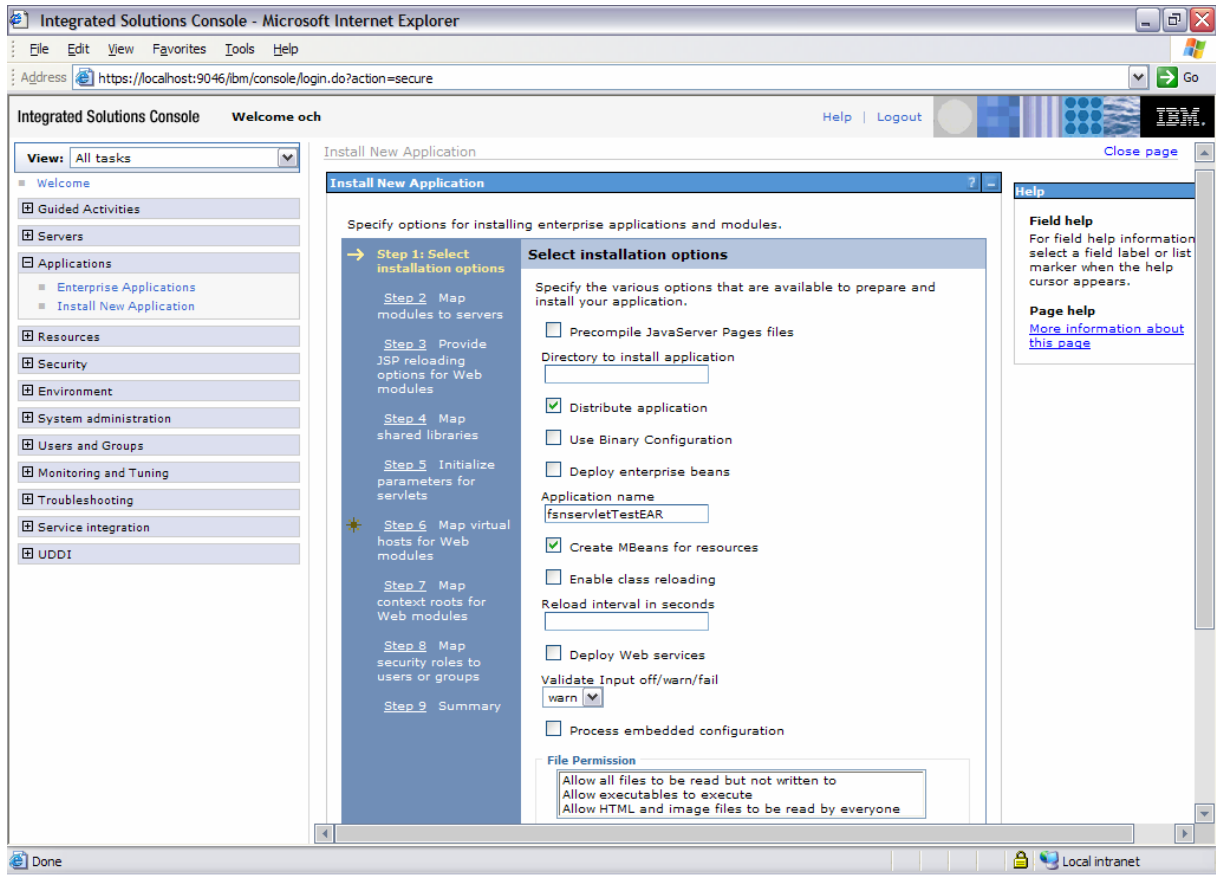 Integrated Solutions Console - Microsoft Internet Explorer
File Edit View Favorites Tools Help
Address https://localhost:9046/ibm/console/login.do?action=secure Go
Integrated Solutions Console Welcome och Help | Logout IBM.
View: All tasks
Welcome
Guided Activities
Servers
Applications
Enterprise Applications
Install New Application
Resources
Security
Environment
System administration
Users and Groups
Monitoring and Tuning
Troubleshooting
Service integration
UDDI
Install New Application Close page
Install New Application ? -
Specify options for installing enterprise applications and modules.
Step 1: Select
installation options
Step 2 Map
modules to servers
Step 3 Provide
JSP reloading
options for Web
modules
Step 4 Map
shared libraries
Step 5 Initialize
parameters for
servlets
Step 6 Map virtual
hosts for Web
modules
Step 7 Map
context roots for
Web modules
Step 8 Map
security roles to
users or groups
Step 9 Summary
Select installation options
Specify the various options that are available to prepare and
install your application.
Precompile JavaServer Pages files
Directory to install application
Distribute application
Use Binary Configuration
Deploy enterprise beans
Application name
fsnservletTestEAR
Create MBeans for resources
Enable class reloading
Reload interval in seconds
Deploy Web services
Validate Input off/warn/fail
warn
Process embedded configuration
File Permission
Allow all files to be read but not written to
Allow executables to execute
Allow HTML and image files to be read by everyone
Help
Field help
For field help information,
select a field label or list
marker when the help
cursor appears.
Page help
More information about
this page
Done Local intranet